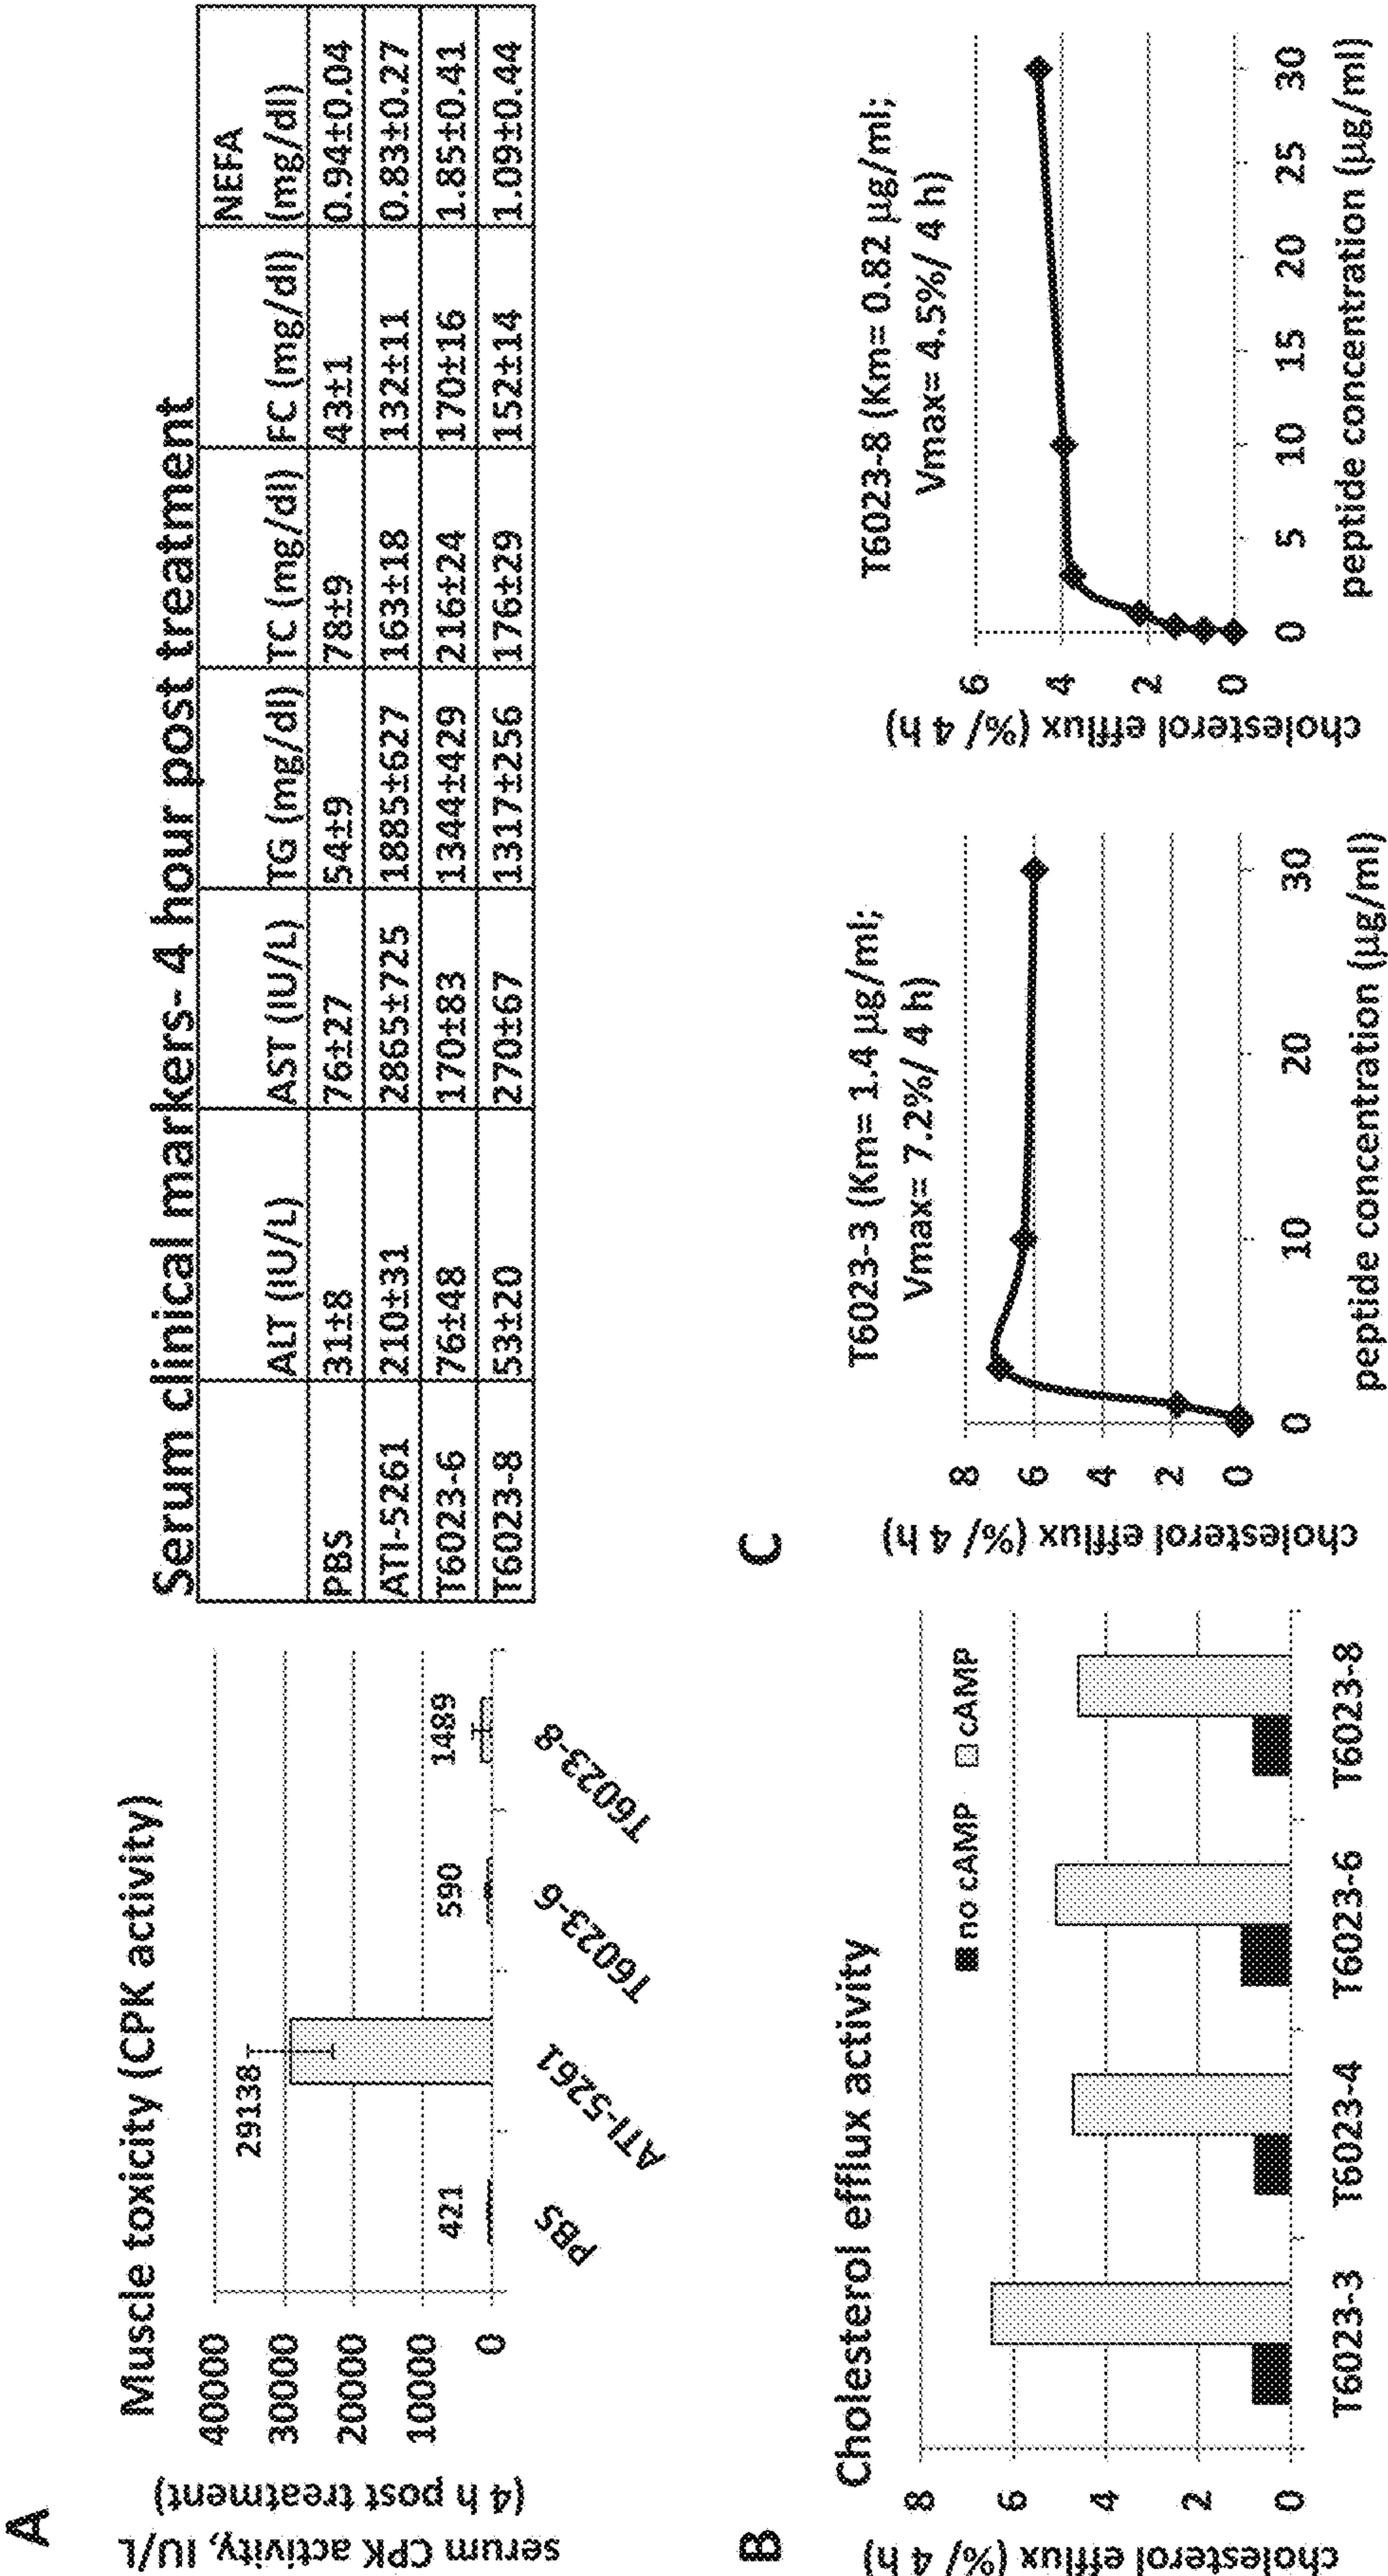 A
Muscle toxicity (CPK activity)
serum CPK activity, IU/L
(4 h post treatment)
40000
30000
20000
10000
0
421
29138
590
1489
PBS
ATI-5261
T6023-6
T6023-8
Serum clinical markers- 4 hour post treatment
ALT (IU/L) AST (IU/L) TG (mg/dl) TC (mg/dl) FC (mg/dl) NEFA (mg/dl)
PBS 31±8 76±27 54±9 78±9 43±1 0.94±0.04
ATI-5261 210±31 2865±725 1885±627 163±18 132±11 0.83±0.27
T6023-6 76±48 170±83 1344±429 216±24 170±16 1.85±0.41
T6023-8 53±20 270±67 1317±256 176±29 152±14 1.09±0.44
B
Cholesterol efflux activity
cholesterol efflux (%/ 4 h)
8
6
4
2
0
no cAMP cAMP
T6023-3 T6023-4 T6023-6 T6023-8
C
T6023-3 (Km= 1.4 µg/ml;
Vmax= 7.2%/ 4 h)
cholesterol efflux (%/ 4 h)
8
6
4
2
0
0 10 20 30
peptide concentration (µg/ml)
T6023-8 (Km= 0.82 µg/ml;
Vmax= 4.5%/ 4 h)
cholesterol efflux (%/ 4 h)
6
4
2
0
0 5 10 15 20 25 30
peptide concentration (µg/ml)